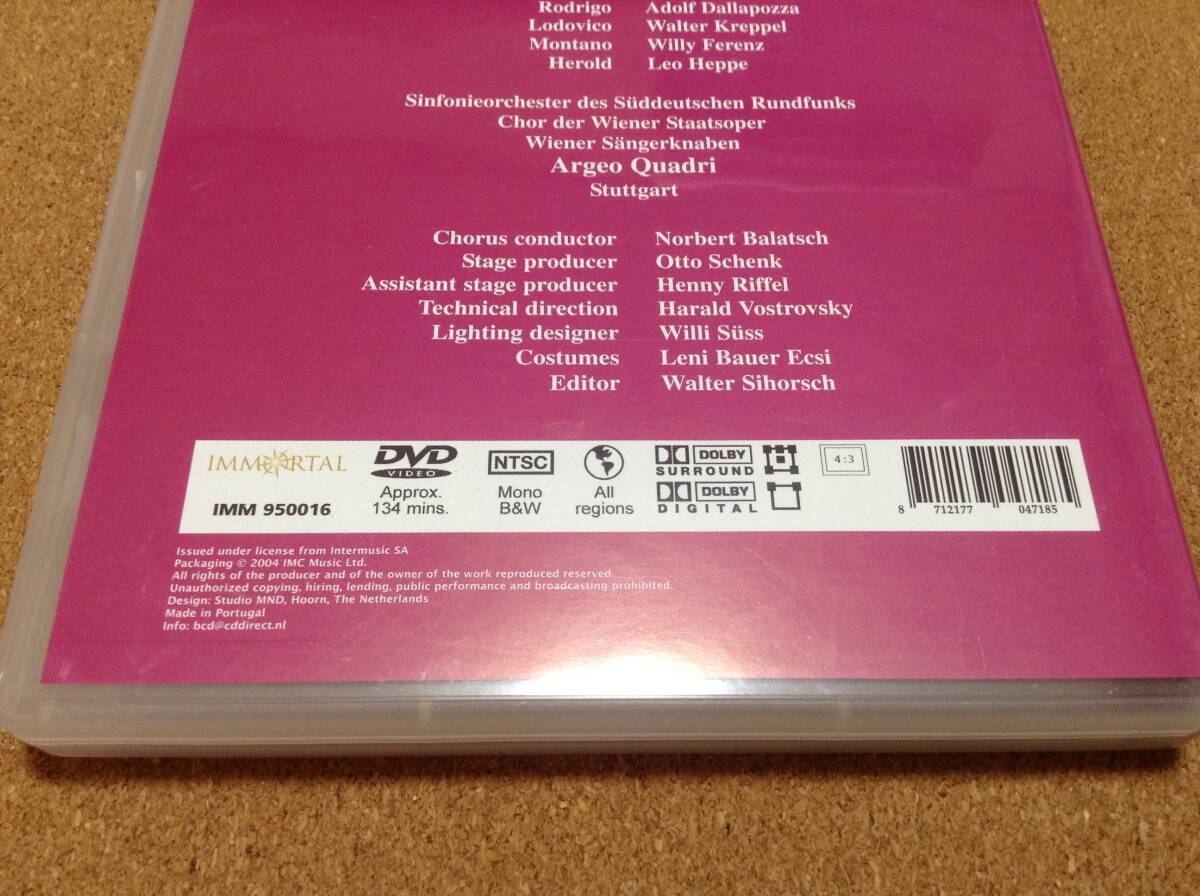 Rodrigo Adolf Dallapozza
Lodovico Walter Kreppel
Montano Willy Ferenz
Herold Leo Heppe
Sinfonieorchester des Süddeutschen Rundfunks
Chor der Wiener Staatsoper
Wiener Sängerknaben
Argeo Quadri
Stuttgart
Chorus conductor Norbert Balatsch
Stage producer Otto Schenk
Assistant stage producer Henny Riffel
Technical direction Harald Vostrovsky
Lighting designer Willi Süss
Costumes Leni Bauer Ecsi
Editor Walter Sihorsch
IMMORTAL
IMM 950016
DVD
VIDEO
Approx.
134 mins.
NTSC
Mono
B&W
All
regions
DOLBY
SURROUND
DOLBY
DIGITAL
4:3
8 712177 047185
Issued under license from Intermusic SA
Packaging © 2004 IMC Music Ltd.
All rights of the producer and of the owner of the work reproduced reserved.
Unauthorized copying, hiring, lending, public performance and broadcasting prohibited.
Design: Studio MND, Hoorn, The Netherlands
Made in Portugal
Info: bcd@cddirect.nl